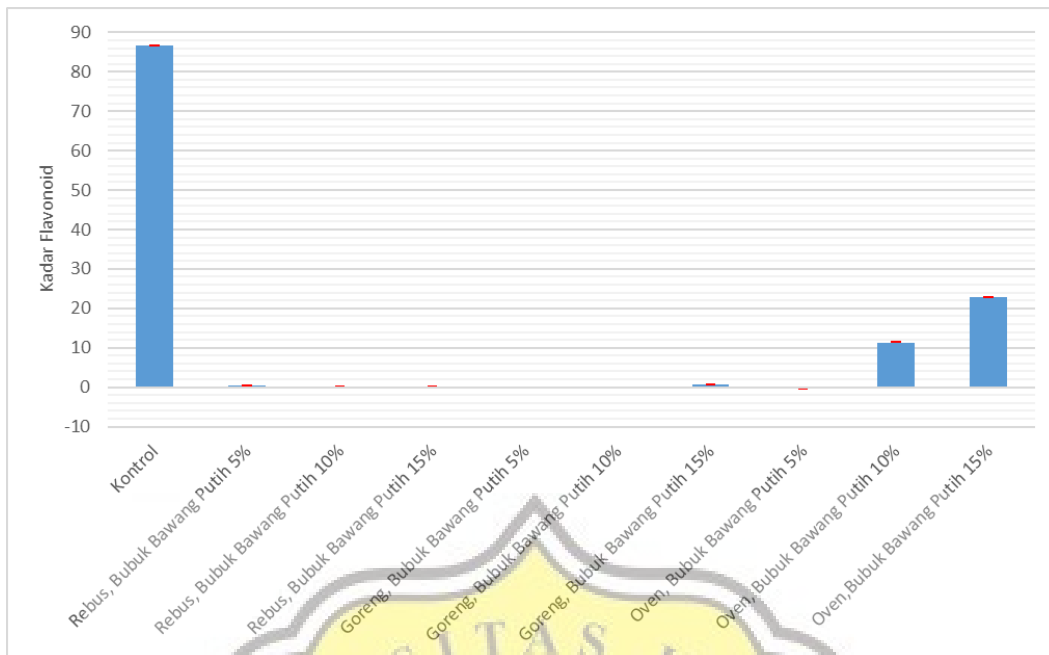 90
80
70
60
50
40
30
20
10
0
-10
Kadar Flavonoid
Kontrol
Rebus, Bubuk Bawang Putih 5%
Rebus, Bubuk Bawang Putih 10%
Rebus, Bubuk Bawang Putih 15%
Goreng, Bubuk Bawang Putih 5%
Goreng, Bubuk Bawang Putih 10%
Goreng, Bubuk Bawang Putih 15%
Oven, Bubuk Bawang Putih 5%
Oven, Bubuk Bawang Putih 10%
Oven,Bubuk Bawang Putih 15%